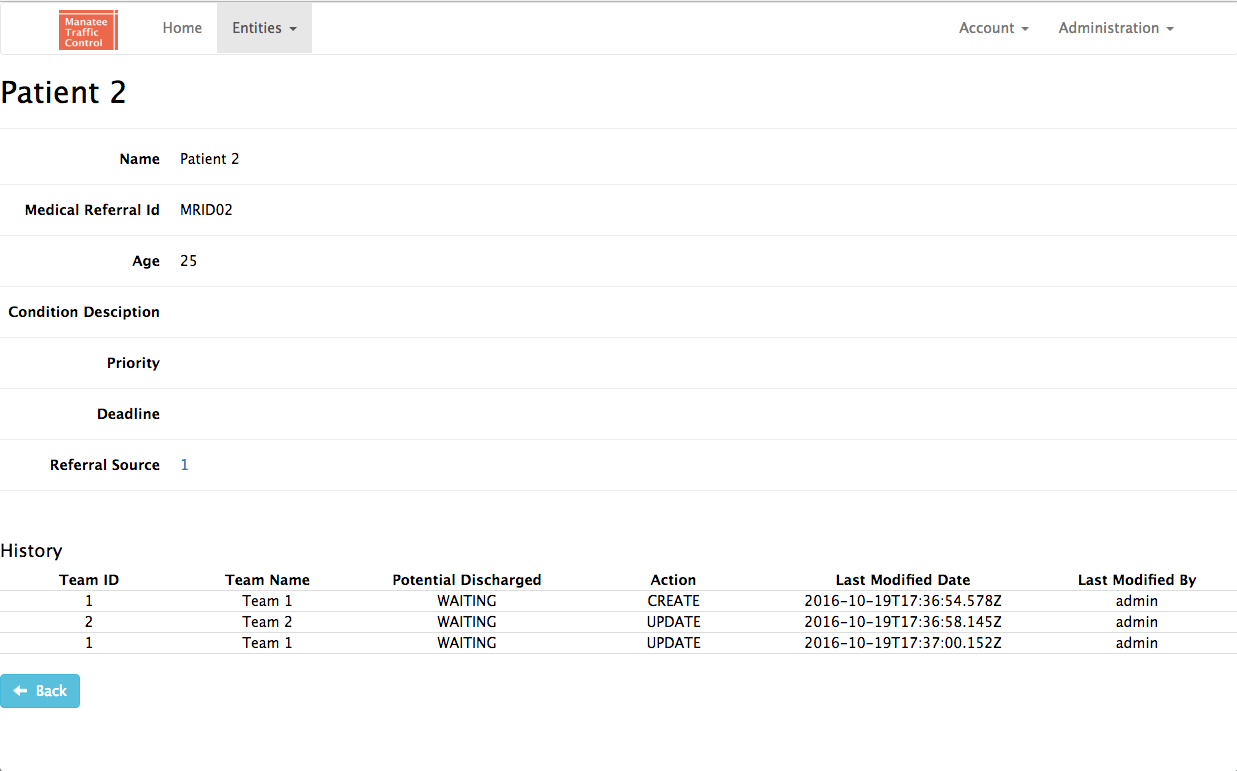 Manatee
Traffic
Control
Home Entities Account Administration
Patient 2
Name Patient 2
Medical Referral Id MRID02
Age 25
Condition Desciption
Priority
Deadline
Referral Source 1
History
Team ID Team Name Potential Discharged Action Last Modified Date Last Modified By
1 Team 1 WAITING CREATE 2016-10-19T17:36:54.578Z admin
2 Team 2 WAITING UPDATE 2016-10-19T17:36:58.145Z admin
1 Team 1 WAITING UPDATE 2016-10-19T17:37:00.152Z admin
Back